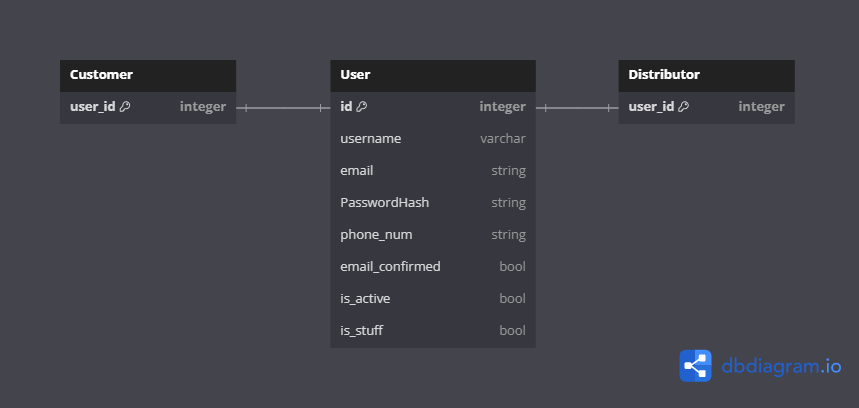 Customer
user_id integer
User
id integer
username varchar
email string
PasswordHash string
phone_num string
email_confirmed bool
is_active bool
is_stuff bool
Distributor
user_id integer
dbdiagram.io